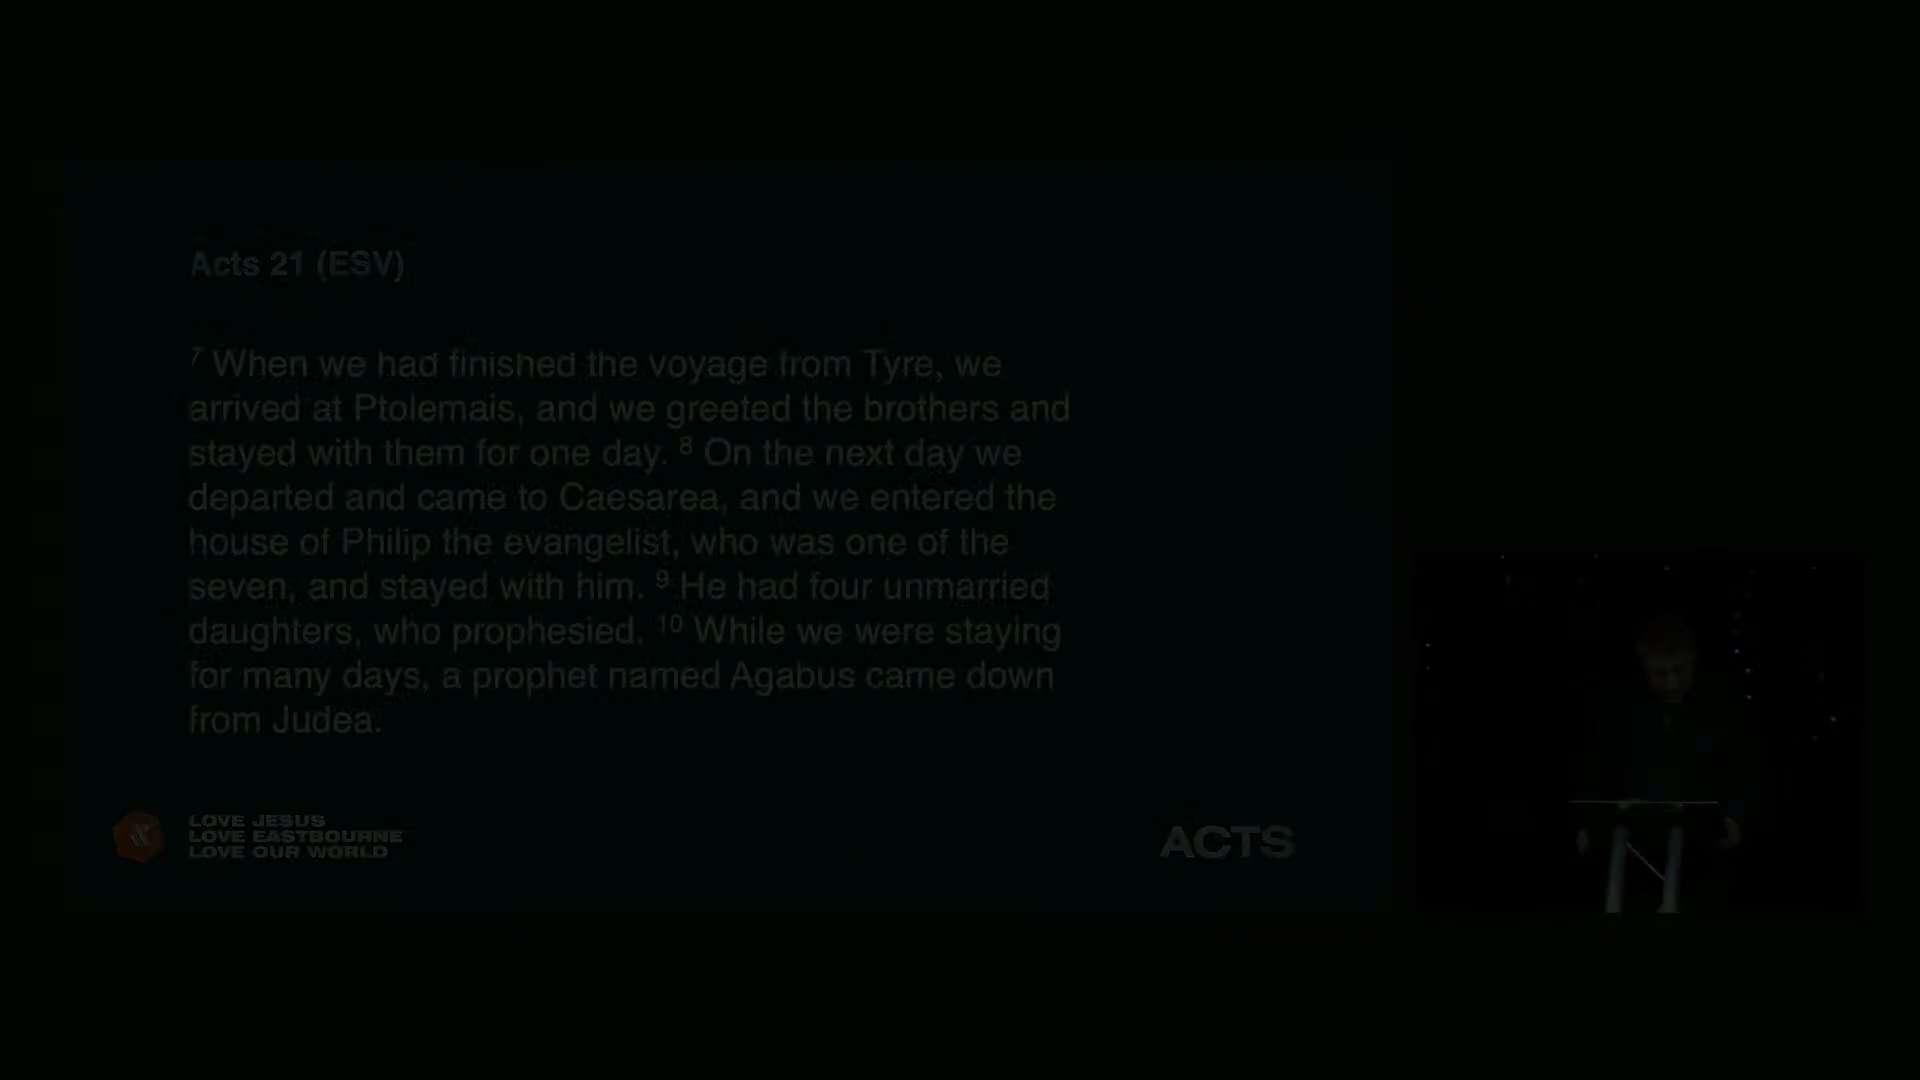 Acts 21 (ESV)
7 When we had finished the voyage from Tyre, we
arrived at Ptolemais, and we greeted the brothers and
stayed with them for one day. 8 On the next day we
departed and came to Caesarea, and we entered the
house of Philip the evangelist, who was one of the
seven, and stayed with him. 9 He had four unmarried
daughters, who prophesied. 10 While we were staying
for many days, a prophet named Agabus came down
from Judea.
LOVE JESUS
LOVE EASTBOURNE
LOVE OUR WORLD
ACTS